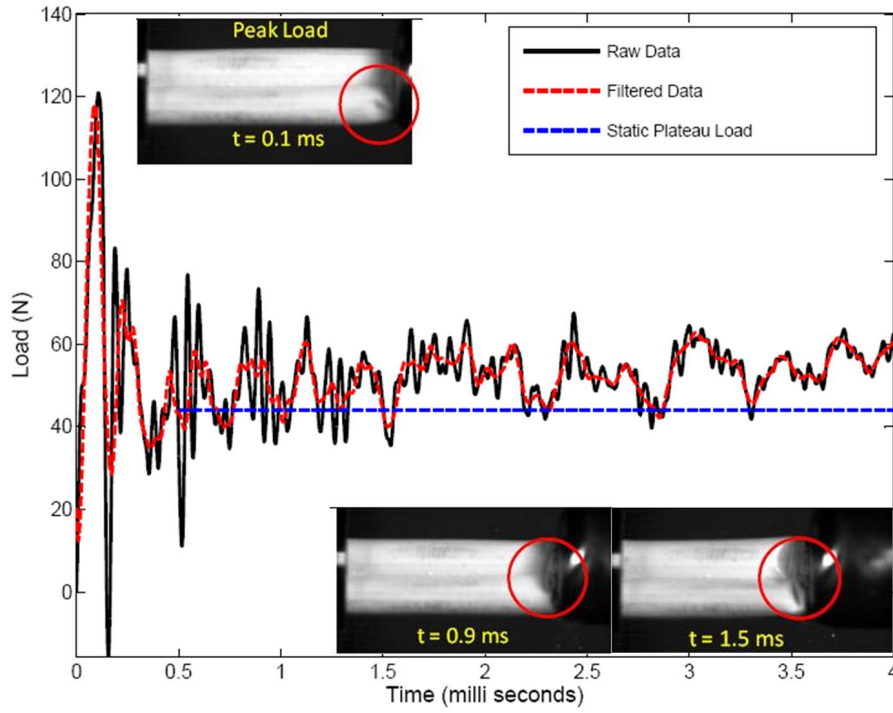 140
120
100
80
60
40
20
0
Load (N)
Peak Load
t = 0.1 ms
Raw Data
Filtered Data
Static Plateau Load
t = 0.9 ms
t = 1.5 ms
0
0.5
1
1.5
2
2.5
3
3.5
4
Time (milli seconds)